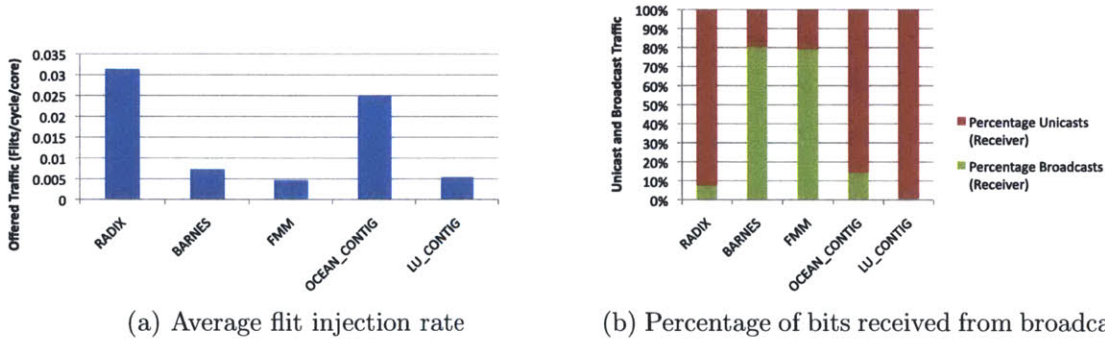 Offered Traffic (Flits/cycle/core)
0.035
0.03
0.025
0.02
0.015
0.01
0.005
0
RADIX
BARNES
FMM
OCEAN_CONTIG
LU_CONTIG
(a) Average flit injection rate
Unicast and Broadcast Traffic
100%
90%
80%
70%
60%
50%
40%
30%
20%
10%
0%
RADIX
BARNES
FMM
OCEAN_CONTIG
LU_CONTIG
Percentage Unicasts
(Receiver)
Percentage Broadcasts
(Receiver)
(b) Percentage of bits received from broadca